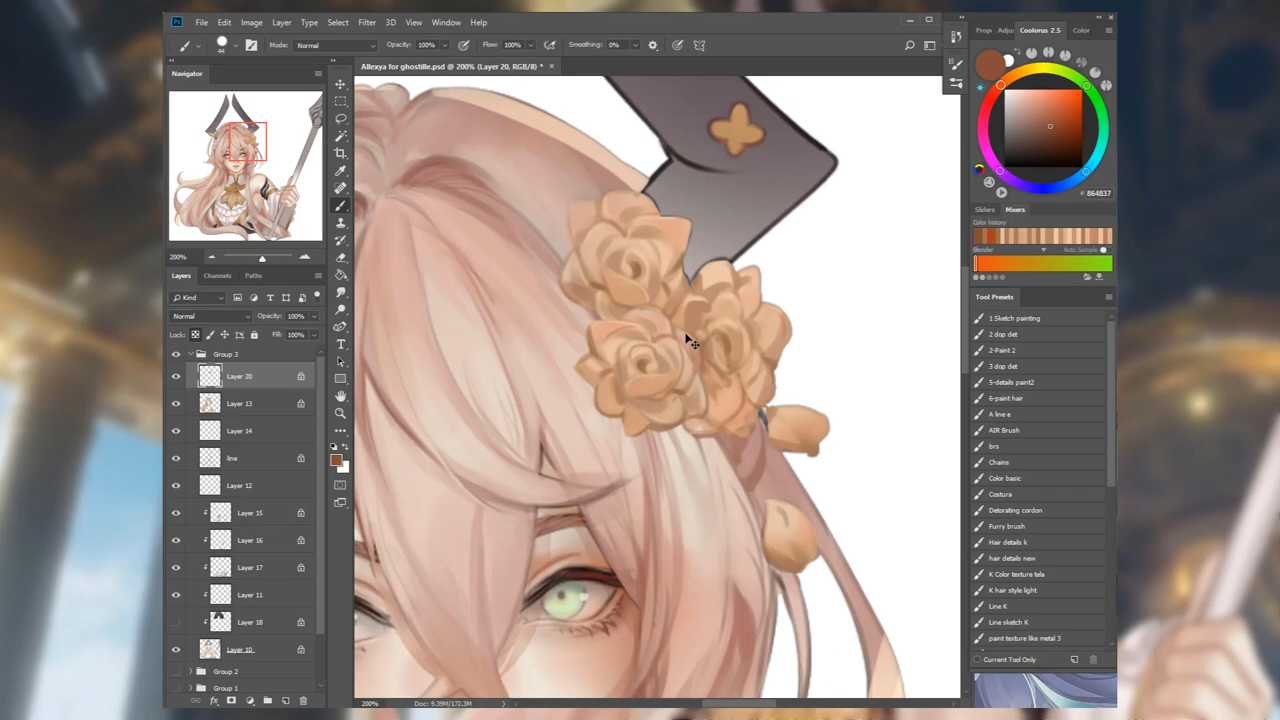 Ps File Edit Image Layer Type Select Filter 3D View Window Help
44 Mode: Normal Opacity: 100% Flow: 100% Smoothing: 0%
Navigator
200%
Layers Channels Paths
Kind
Normal Opacity: 100%
Lock: Fill: 100%
Group 3
Layer 20
Layer 13
Layer 14
line
Layer 12
Layer 15
Layer 16
Layer 17
Layer 11
Layer 18
Layer 10
Group 2
Group 1
fx
Allexya for ghostille.psd @ 200% (Layer 20, RGB/8) *
T
200% Doc: 9.39M/172.3M
Prop Adju Coolorus 2.5 Color
# 864837
Sliders Mixers
Color history
Blender Auto Sample
Tool Presets
1 Sketch painting
2 dop det
2-Paint 2
3 dop det
5-details paint2
6-paint hair
A line e
AIR Brush
brs
Chains
Color basic
Costura
Detorating cordon
Furry brush
Hair details k
hair details new
K Color texture tela
K hair style light
Line K
Line sketch K
paint texture like metal 3
Current Tool Only